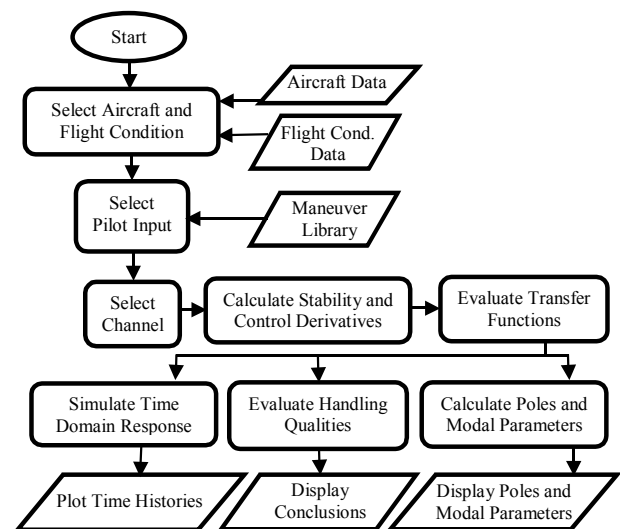 Start
Select Aircraft and
Flight Condition
Aircraft Data
Flight Cond.
Data
Select
Pilot Input
Maneuver
Library
Select
Channel
Calculate Stability and
Control Derivatives
Evaluate Transfer
Functions
Simulate Time
Domain Response
Evaluate Handling
Qualities
Calculate Poles and
Modal Parameters
Plot Time Histories
Display
Conclusions
Display Poles and
Modal Parameters